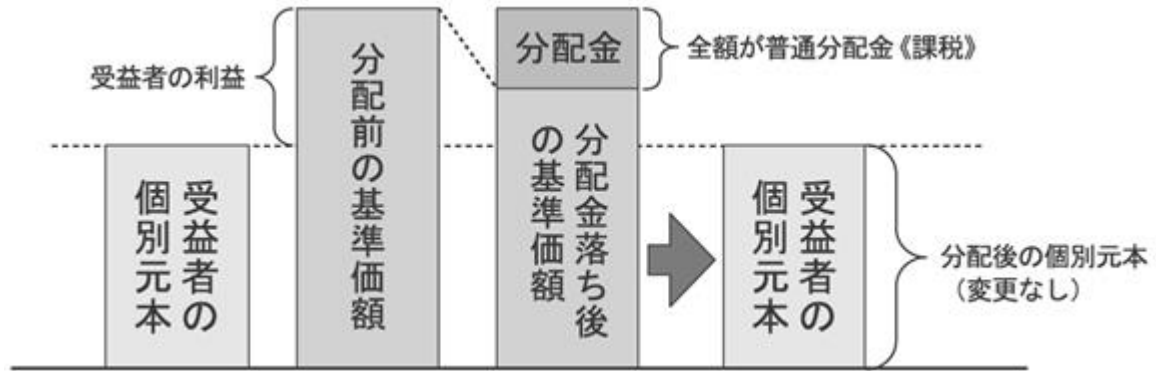 受益者の利益
受益者の
個別元本
分配前の基準価額
分配金
全額が普通分配金《課税》
分配金落ち後
の基準価額
受益者の
個別元本
分配後の個別元本
（変更なし）